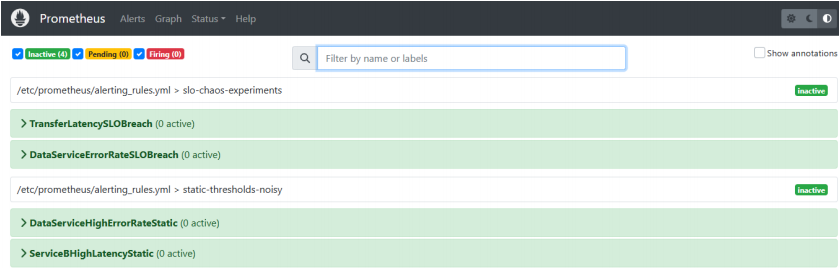 Prometheus Alerts Graph Status Help
Inactive (4) Pending (0) Firing (0) Filter by name or labels Show annotations
/etc/prometheus/alerting_rules.yml > slo-chaos-experiments inactive
TransferLatencySLOBreach (0 active)
DataServiceErrorRateSLOBreach (0 active)
/etc/prometheus/alerting_rules.yml > static-thresholds-noisy inactive
DataServiceHighErrorRateStatic (0 active)
ServiceBHighLatencyStatic (0 active)